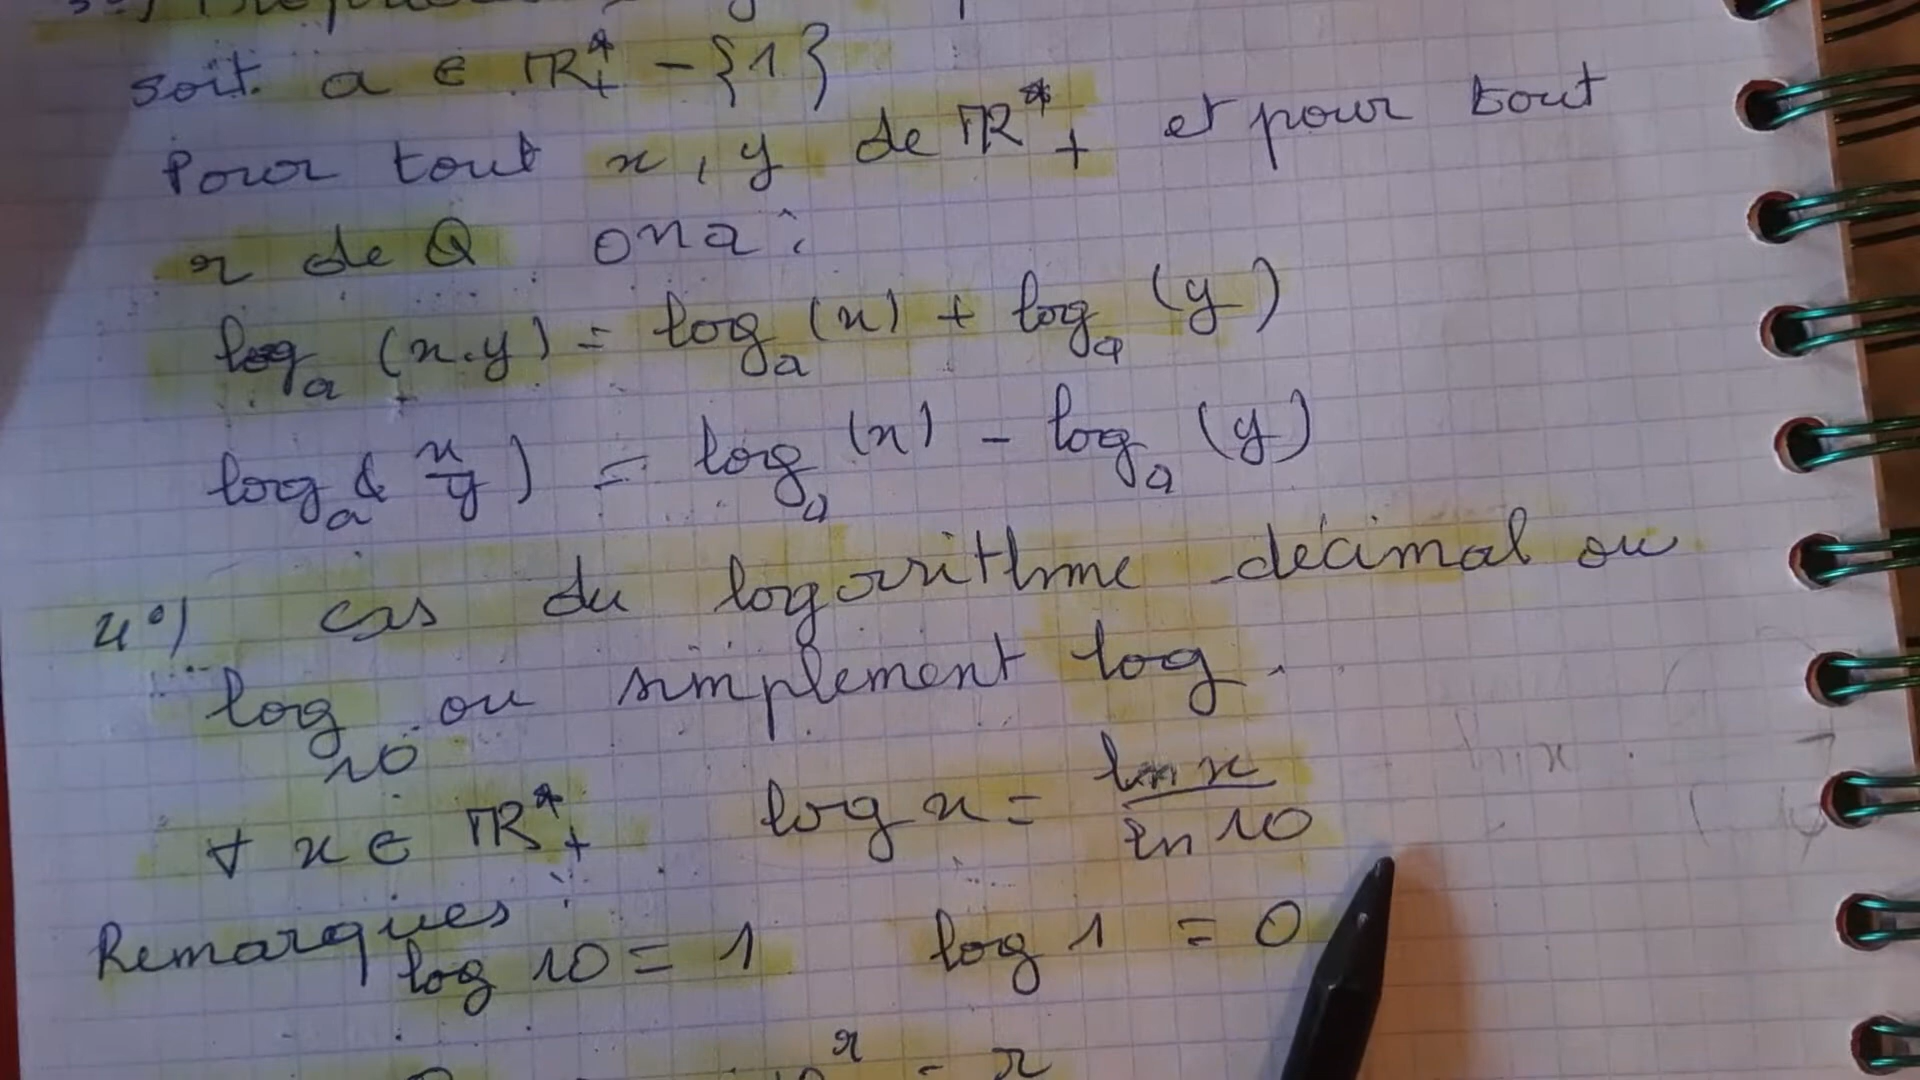 soit. a ∈ ℝ*₊ - {1}
Pour tout x, y de ℝ*₊ et pour tout
r de Q ona :
logₐ (x.y) = logₐ (x) + logₐ (y)
logₐ ( x/y ) = logₐ (x) - logₐ (y)
4°) cas du logarithme décimal ou
log₁₀ ou simplement log.
∀ x ∈ ℝ*₊ log x = ln x / ln 10
Remarques :
log 10 = 1 log 1 = 0
= r